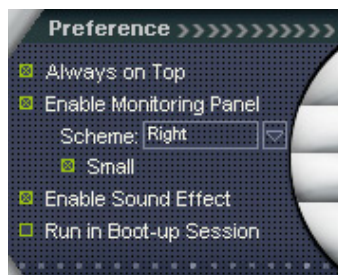 Preference >>>>>>>>>>>
Always on Top
Enable Monitoring Panel
Scheme: Right
Small
Enable Sound Effect
Run in Boot-up Session